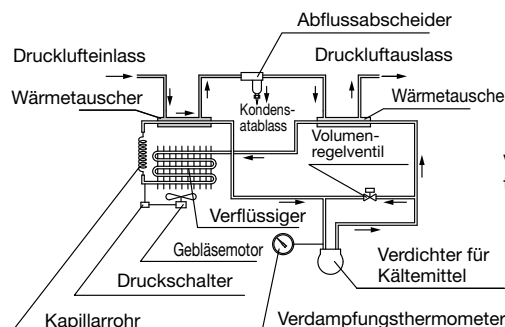 Abflussabscheider
Drucklufteinlass
Druckluftauslass
Wärmetauscher
Kondens-
atablass
Wärmetausche
Volumen-
regelventil
Verflüssiger
Gebläsemotor
Verdichter für
Kältemittel
Druckschalter
Kapillarrohr
Verdampfungsthermometer